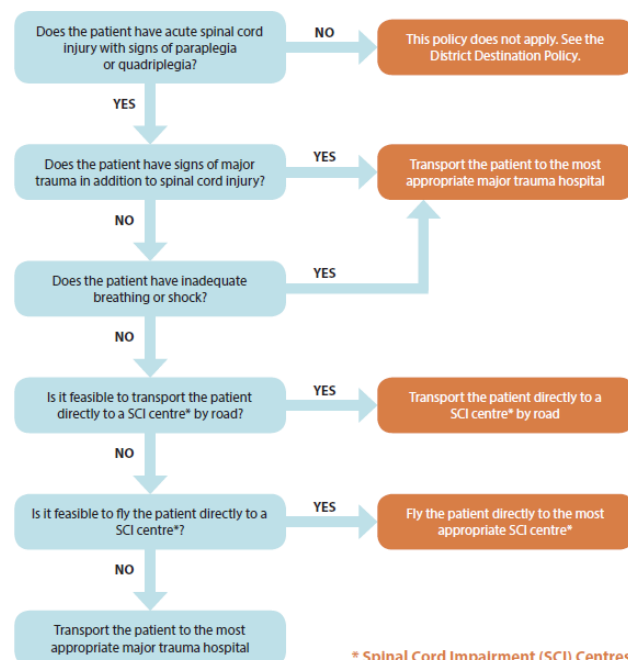 Does the patient have acute spinal cord
injury with signs of paraplegia
or quadriplegia?
NO
This policy does not apply. See the
District Destination Policy.
YES
Does the patient have signs of major
trauma in addition to spinal cord injury?
YES
Transport the patient to the most
appropriate major trauma hospital
NO
Does the patient have inadequate
breathing or shock?
YES
NO
Is it feasible to transport the patient
directly to a SCI centre* by road?
YES
Transport the patient directly to a
SCI centre* by road
NO
Is it feasible to fly the patient directly to a
SCI centre*?
YES
Fly the patient directly to the most
appropriate SCI centre*
NO
Transport the patient to the most
appropriate major trauma hospital
* Spinal Cord Impairment (SCI) Centres